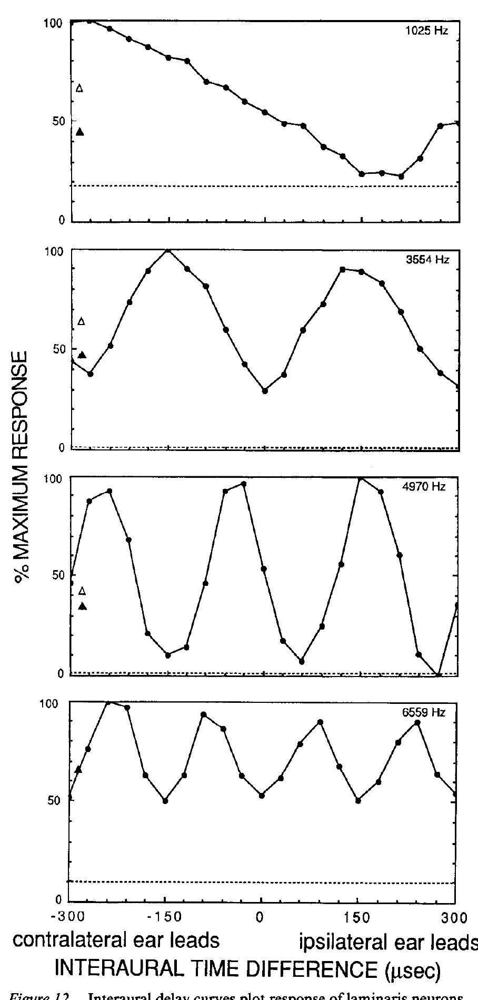 100
1025 Hz
50
0
100
3554 Hz
50
0
100
4970 Hz
50
0
100
6559 Hz
50
0
-300 -150 0 150 300
contralateral ear leads ipsilateral ear leads
INTERAURAL TIME DIFFERENCE (μsec)
% MAXIMUM RESPONSE
Figure 12 Interaural delay curves plot response of laminaris neurons